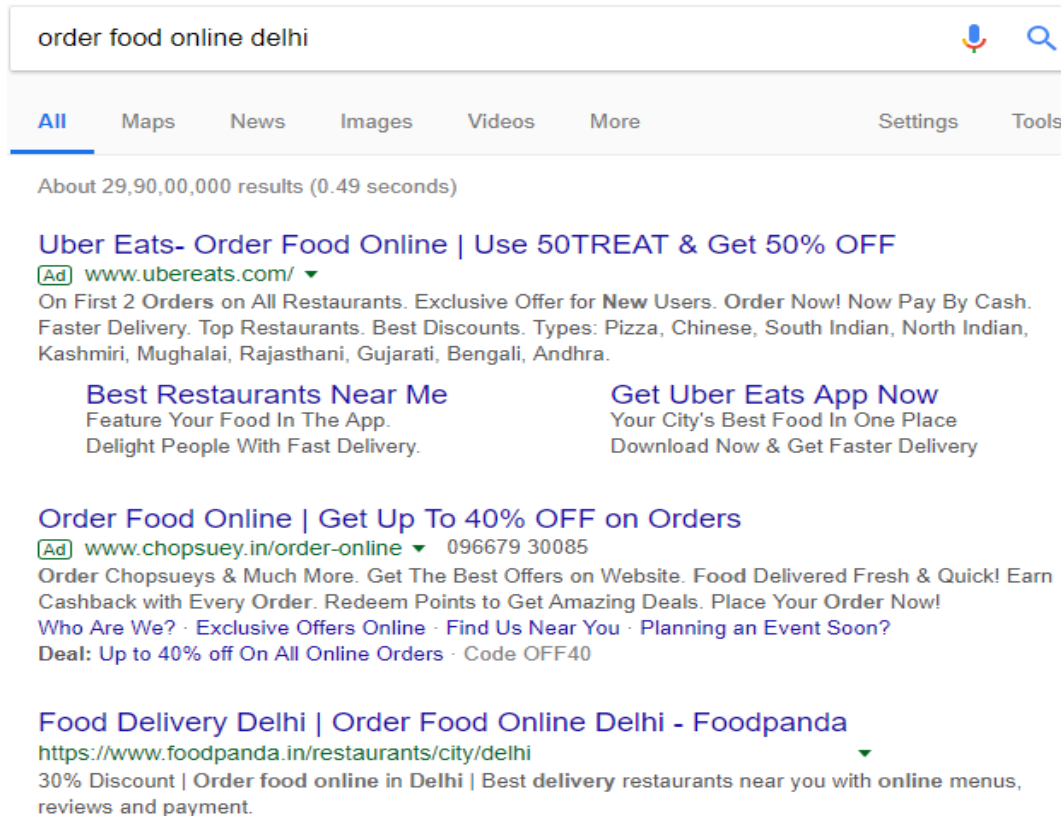 order food online delhi
All Maps News Images Videos More Settings Tools
About 29,90,00,000 results (0.49 seconds)
Uber Eats- Order Food Online | Use 50TREAT & Get 50% OFF
Ad www.ubereats.com/
On First 2 Orders on All Restaurants. Exclusive Offer for New Users. Order Now! Now Pay By Cash.
Faster Delivery. Top Restaurants. Best Discounts. Types: Pizza, Chinese, South Indian, North Indian,
Kashmiri, Mughalai, Rajasthani, Gujarati, Bengali, Andhra.
Best Restaurants Near Me
Feature Your Food In The App.
Delight People With Fast Delivery.
Get Uber Eats App Now
Your City's Best Food In One Place
Download Now & Get Faster Delivery
Order Food Online | Get Up To 40% OFF on Orders
Ad www.chopsuey.in/order-online 096679 30085
Order Chopsueys & Much More. Get The Best Offers on Website. Food Delivered Fresh & Quick! Earn
Cashback with Every Order. Redeem Points to Get Amazing Deals. Place Your Order Now!
Who Are We? · Exclusive Offers Online · Find Us Near You · Planning an Event Soon?
Deal: Up to 40% off On All Online Orders · Code OFF40
Food Delivery Delhi | Order Food Online Delhi - Foodpanda
https://www.foodpanda.in/restaurants/city/delhi
30% Discount | Order food online in Delhi | Best delivery restaurants near you with online menus,
reviews and payment.